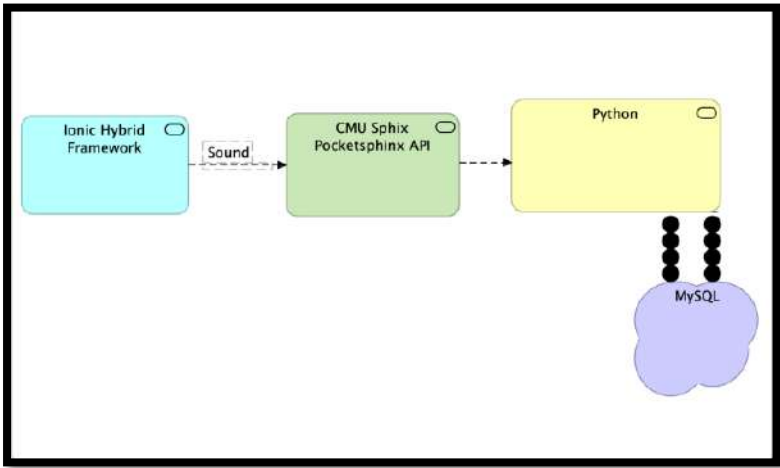 Ionic Hybrid
Framework
Sound
CMU Sphix
Pocketsphinx API
Python
MySQL